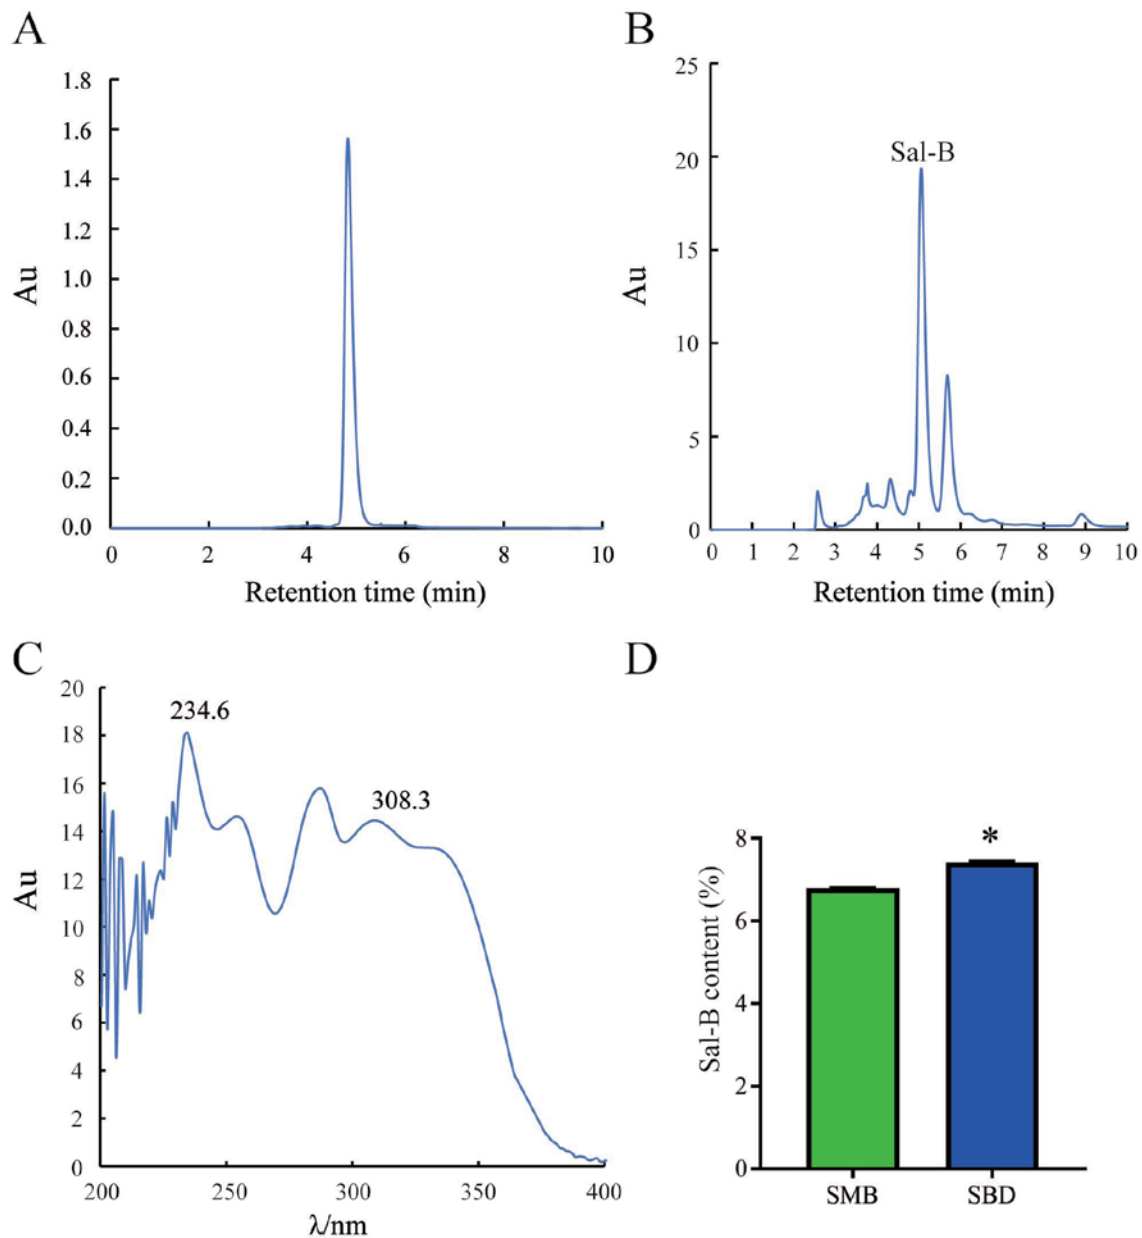 A
1.8
1.6
1.4
1.2
1.0
0.8
0.6
0.4
0.2
0.0
Au
0 2 4 6 8 10
Retention time (min)
B
25
20
15
10
5
0
Au
Sal-B
0 1 2 3 4 5 6 7 8 9 10
Retention time (min)
C
20
18
16
14
12
10
8
6
4
2
0
Au
234.6
308.3
200 250 300 350 400
λ/nm
D
8
6
4
2
0
Sal-B content (%)
*
SMB SBD